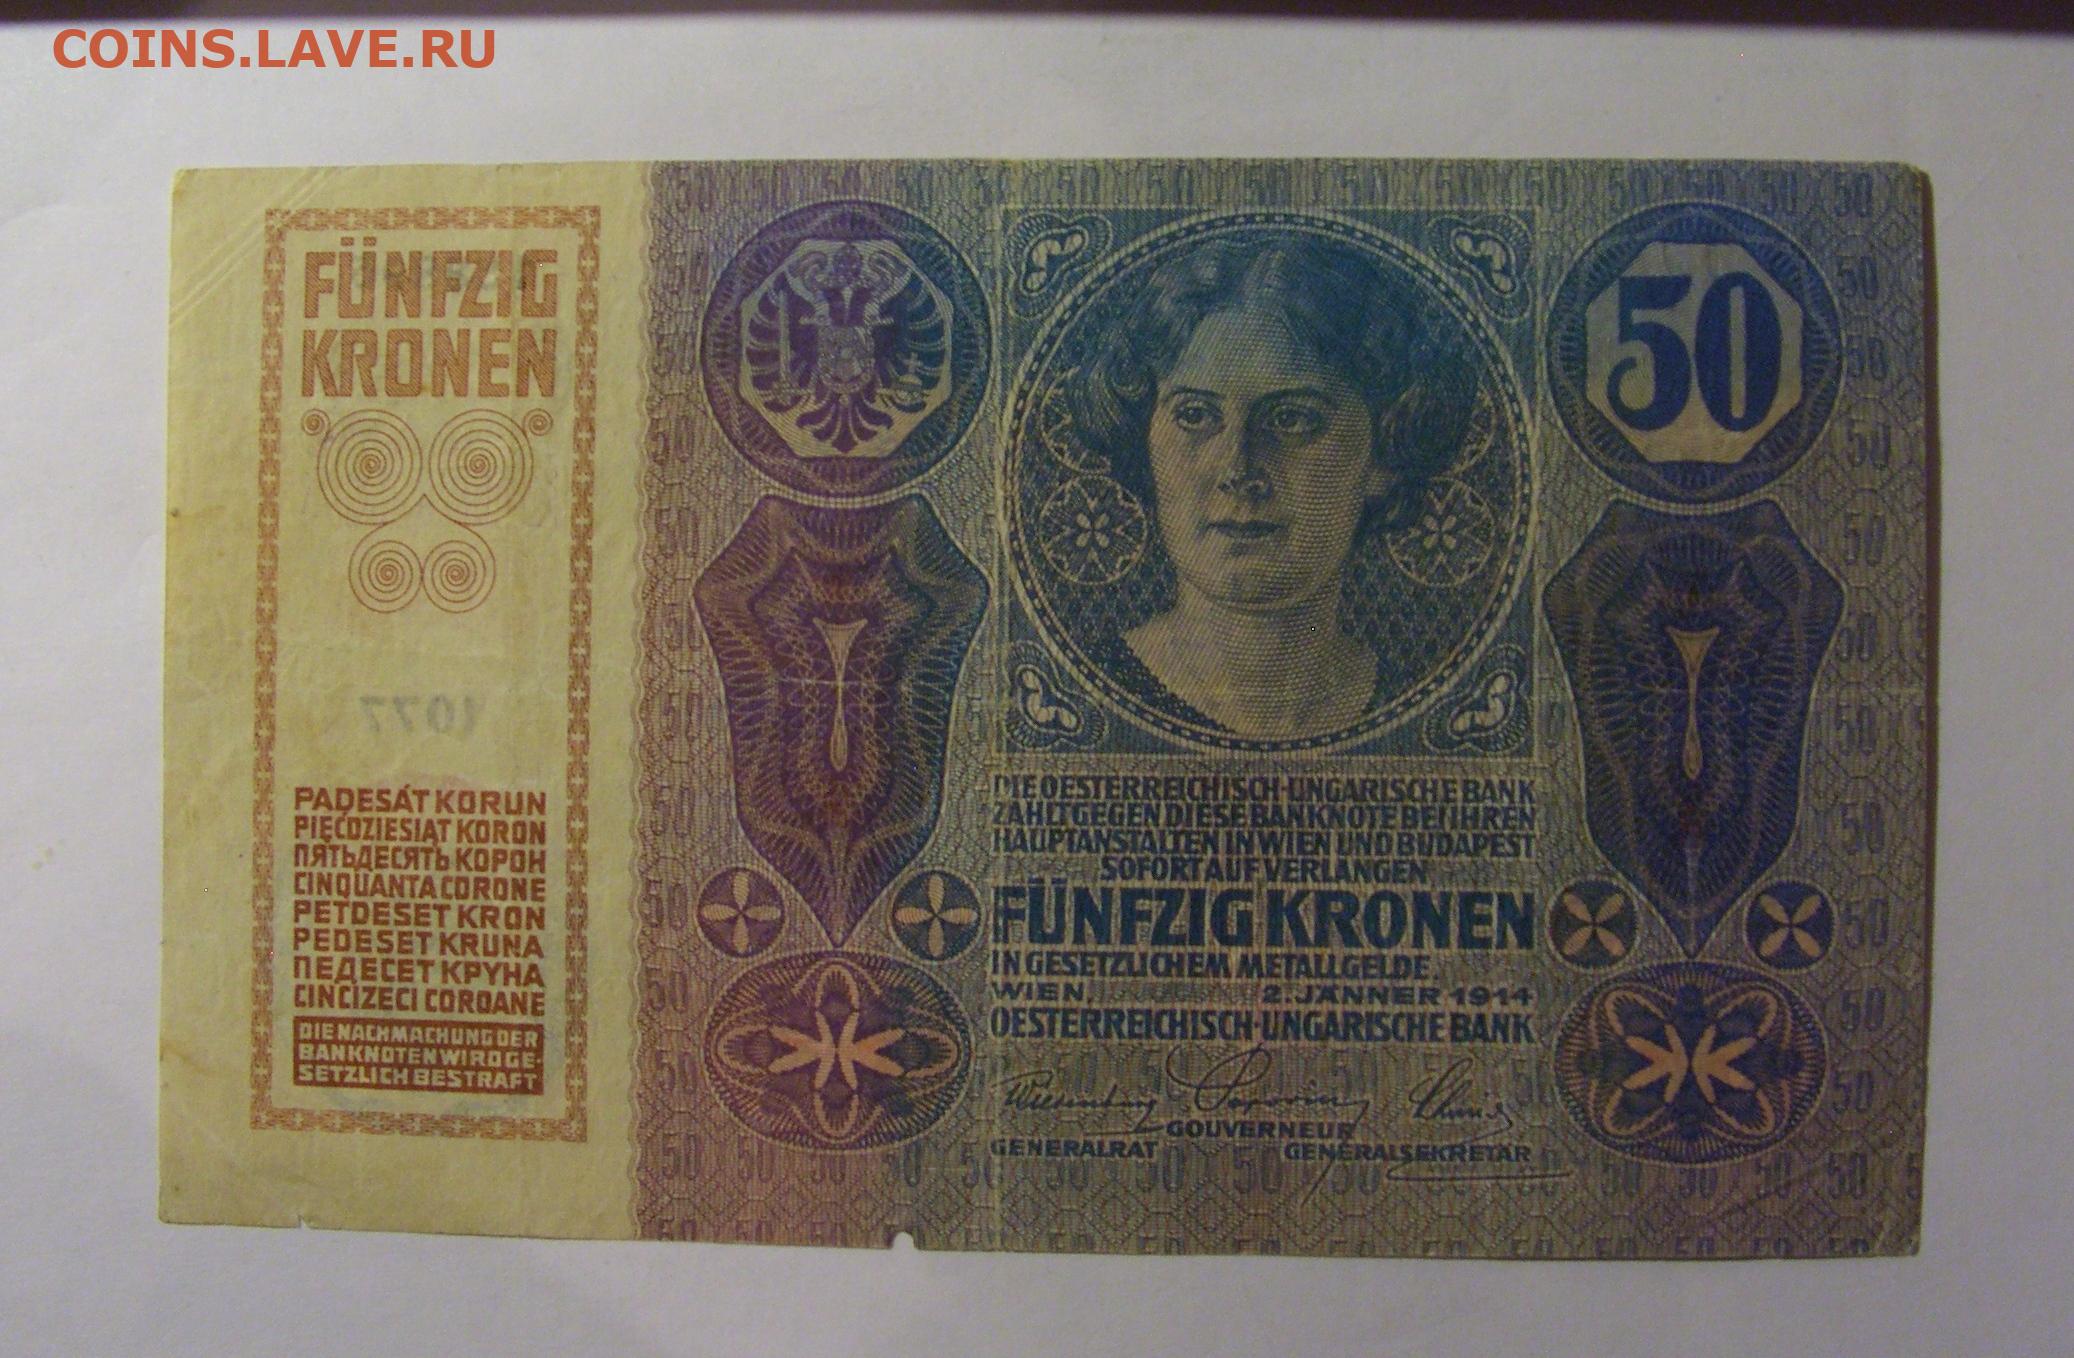 COINS.LAVE.RU
FÜNFZIG
KRONEN
1077
PADESÁT KORUN
PIĘĆDZIESIĄT KORON
ПЯТЬДЕСЯТЬ КОРОН
CINQUANTA CORONE
PETDESET KRON
PEDESET KRUNA
ПЕДЕСЕТ КРУНА
CINCĬZECI COROANE
DIE NACHMACHUNG DER
BANKNOTEN WIRD GE-
SETZLICH BESTRAFT
50
DIE OESTERREICHISCH-UNGARISCHE BANK
ZAHLT GEGEN DIESE BANKNOTE BEI IHREN
HAUPTANSTALTEN IN WIEN UND BUDAPEST
SOFORT AUF VERLANGEN
FÜNFZIG KRONEN
IN GESETZLICHEM METALLGELDE.
WIEN, 2. JÄNNER 1914
OESTERREICHISCH-UNGARISCHE BANK
GOUVERNEUR
GENERALRAT GENERALSEKRETÄR